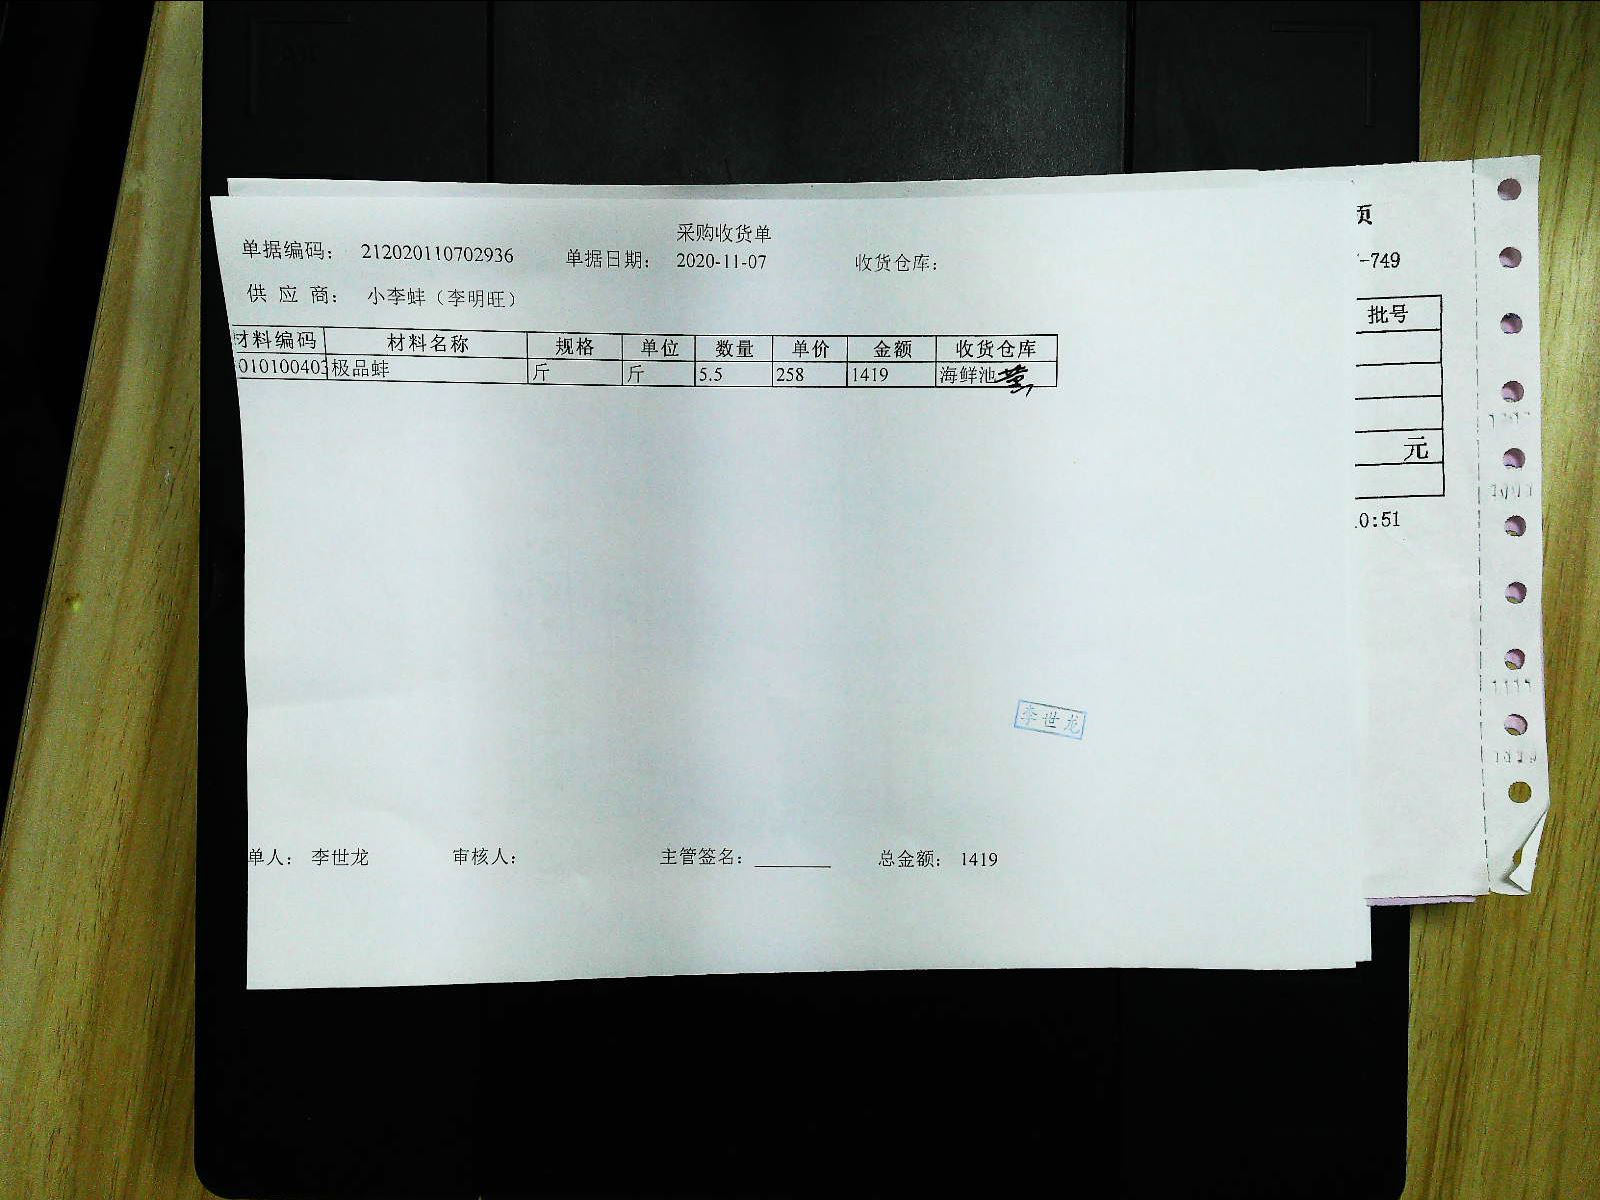 采购收货单
单据编码： 212020110702936 单据日期： 2020-11-07 收货仓库：
供 应 商： 小李蚌（李明旺）
材料编码 材料名称 规格 单位 数量 单价 金额 收货仓库
010100403 极品蚌 斤 斤 5.5 258 1419 海鲜池
李世龙
单人： 李世龙 审核人： 主管签名： 总金额： 1419
页
-749
批号
元
0:51